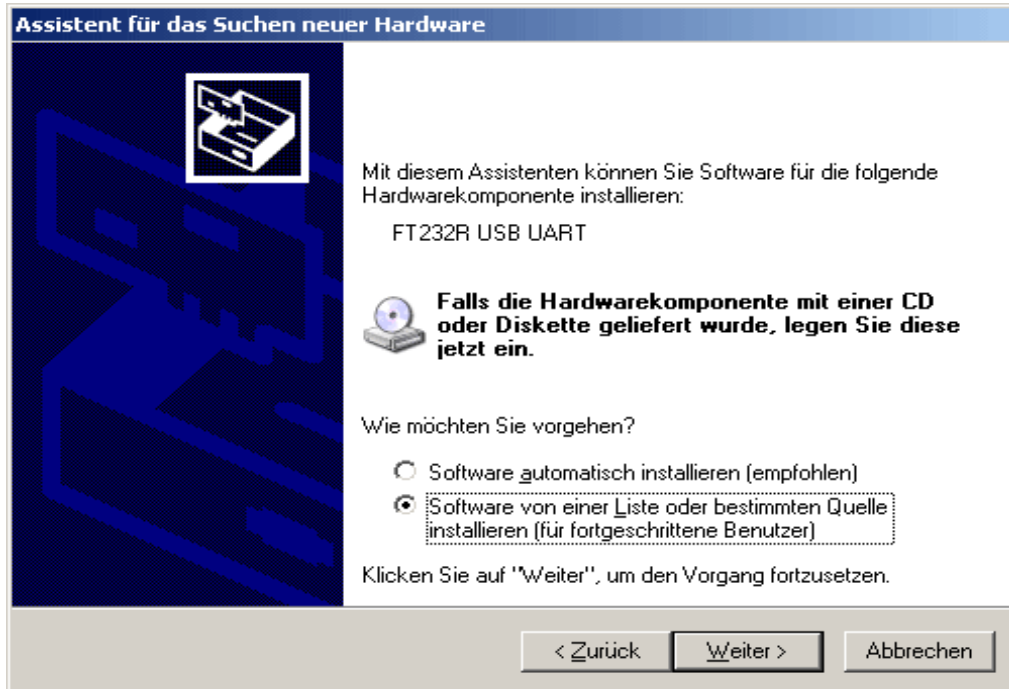 Assistent für das Suchen neuer Hardware
Mit diesem Assistenten können Sie Software für die folgende
Hardwarekomponente installieren:
FT232R USB UART
Falls die Hardwarekomponente mit einer CD
oder Diskette geliefert wurde, legen Sie diese
jetzt ein.
Wie möchten Sie vorgehen?
Software automatisch installieren (empfohlen)
Software von einer Liste oder bestimmten Quelle
installieren (für fortgeschrittene Benutzer)
Klicken Sie auf "Weiter", um den Vorgang fortzusetzen.
< Zurück Weiter > Abbrechen